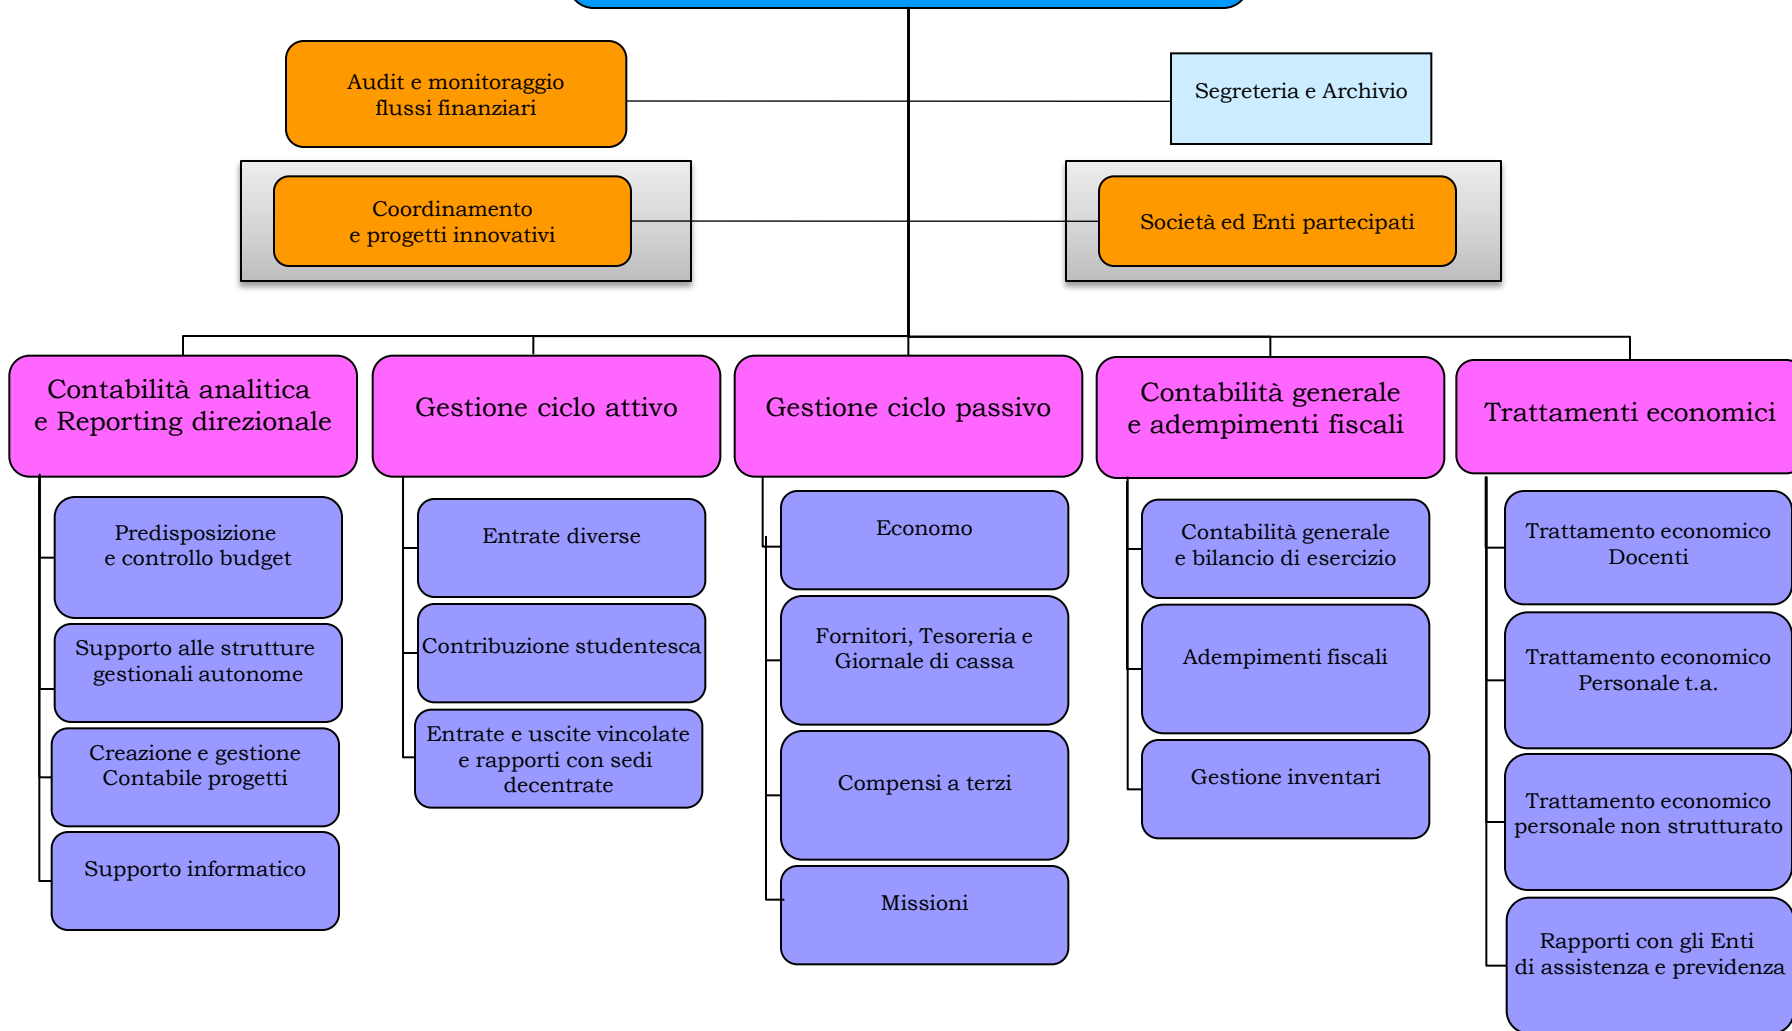 Audit e monitoraggio
flussi finanziari
Segreteria e Archivio
Coordinamento
e progetti innovativi
Società ed Enti partecipati
Contabilità analitica
e Reporting direzionale
Gestione ciclo attivo
Gestione ciclo passivo
Contabilità generale
e adempimenti fiscali
Trattamenti economici
Predisposizione
e controllo budget
Supporto alle strutture
gestionali autonome
Creazione e gestione
Contabile progetti
Supporto informatico
Entrate diverse
Contribuzione studentesca
Entrate e uscite vincolate
e rapporti con sedi
decentrate
Economo
Fornitori, Tesoreria e
Giornale di cassa
Compensi a terzi
Missioni
Contabilità generale
e bilancio di esercizio
Adempimenti fiscali
Gestione inventari
Trattamento economico
Docenti
Trattamento economico
Personale t.a.
Trattamento economico
personale non strutturato
Rapporti con gli Enti
di assistenza e previdenza